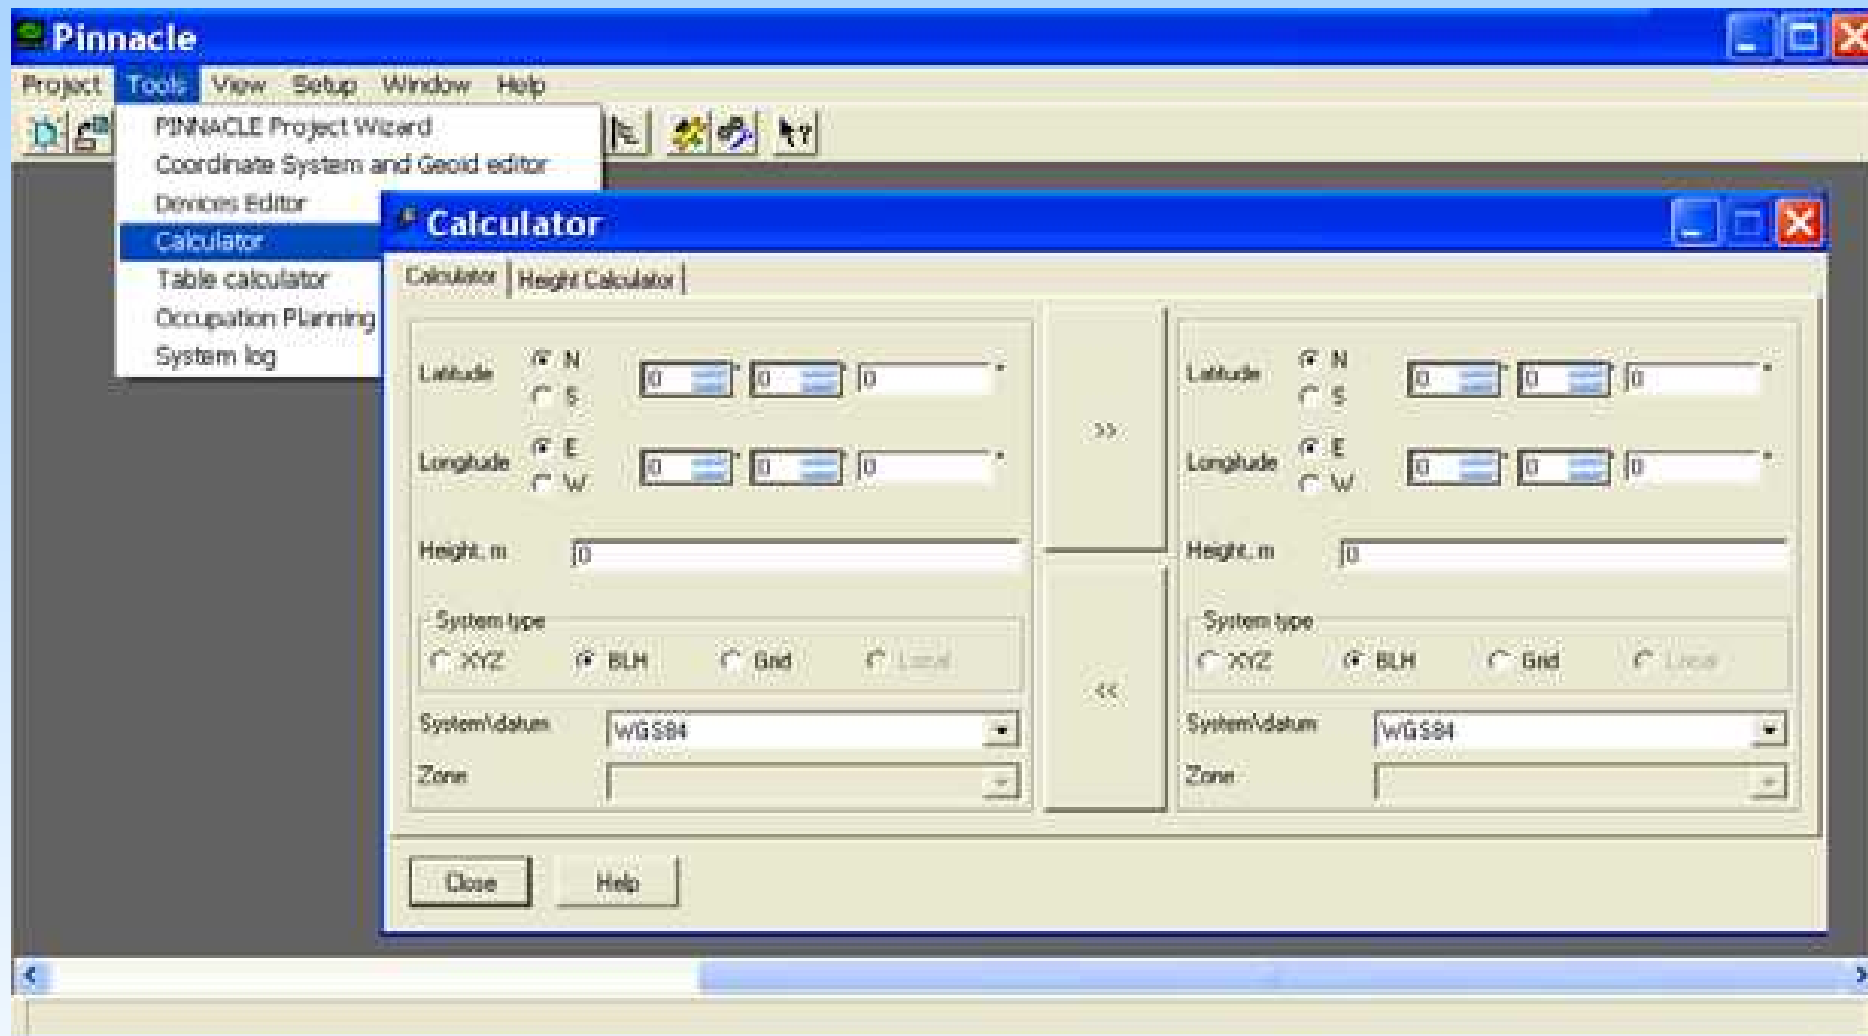 Pinnacle
Project Tools View Setup Window Help
PINNACLE Project Wizard
Coordinate System and Geoid editor
Devices Editor
Calculator
Table calculator
Occupation Planning
System log
Calculator
Calculator Height Calculator
Latitude N S 0 ° 0 ' 0 "
Longitude E W 0 ° 0 ' 0 "
Height, m 0
System type
XYZ BLH Grid Local
System\datum WGS84
Zone
>>
<<
Latitude N S 0 ° 0 ' 0 "
Longitude E W 0 ° 0 ' 0 "
Height, m 0
System type
XYZ BLH Grid Local
System\datum WGS84
Zone
Close Help